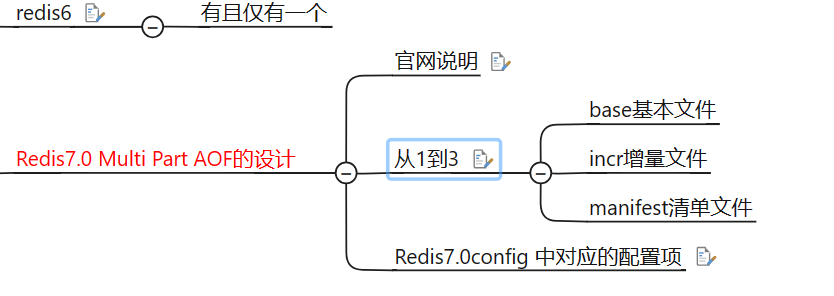 redis6
有且仅有一个
官网说明
base基本文件
Redis7.0 Multi Part AOF的设计
从1到3
incr增量文件
manifest清单文件
Redis7.0config 中对应的配置项